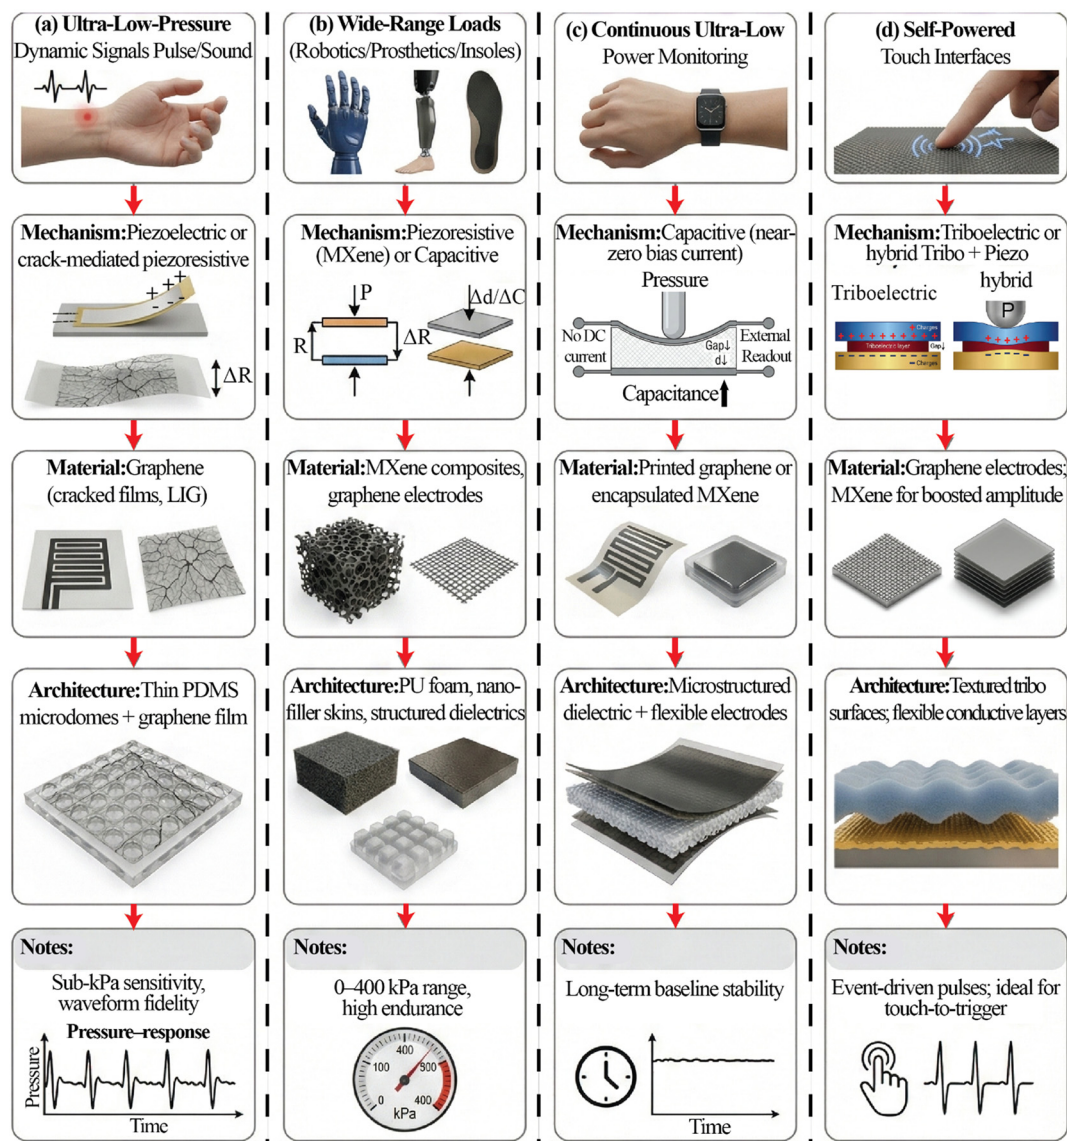 (a) Ultra-Low-Pressure
Dynamic Signals Pulse/Sound
Mechanism:Piezoelectric or
crack-mediated piezoresistive
+ + + +
- - - -
ΔR
Material:Graphene
(cracked films, LIG)
Architecture:Thin PDMS
microdomes + graphene film
Notes:
Sub-kPa sensitivity,
waveform fidelity
Pressure–response
Pressure
Time
(b) Wide-Range Loads
(Robotics/Prosthetics/Insoles)
Mechanism:Piezoresistive
(MXene) or Capacitive
P
Δd/ΔC
R
ΔR
Material:MXene composites,
graphene electrodes
Architecture:PU foam, nano-
filler skins, structured dielectrics
Notes:
0–400 kPa range,
high endurance
400
100
0
400
kPa
(c) Continuous Ultra-Low
Power Monitoring
Mechanism:Capacitive (near-
zero bias current)
Pressure
No DC
current
Gap↓
d↓
External
Readout
Capacitance
Material:Printed graphene or
encapsulated MXene
Architecture:Microstructured
dielectric + flexible electrodes
Notes:
Long-term baseline stability
Time
(d) Self-Powered
Touch Interfaces
Mechanism:Triboelectric or
hybrid Tribo + Piezo
Triboelectric
hybrid
P
+ Charges
+ + + + + + + +
Triboelectric layer
Gap↓
− Charges
+ + + + +
Material:Graphene electrodes;
MXene for boosted amplitude
Architecture:Textured tribo
surfaces; flexible conductive layers
Notes:
Event-driven pulses; ideal for
touch-to-trigger